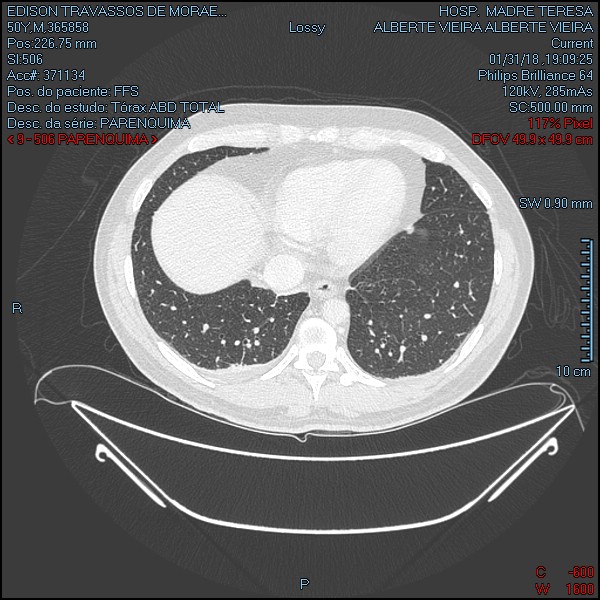 EDISON TRAVASSOS DE MORAE...
50Y,M,365858
Pos:226.75 mm
Sl:506
Acc#: 371134
Pos. do paciente: FFS
Desc. do estudo: Tórax ABD TOTAL
Desc. da série: PARENQUIMA
< 9 - 506 PARENQUIMA >
Lossy
HOSP. MADRE TERESA
ALBERTE VIEIRA ALBERTE VIEIRA
Current
01/31/18 ,19:09:25
Philips Brilliance 64
120kV, 285mAs
SC:500.00 mm
117% Pixel
DFOV 49.9 x 49.9 cm
SW 0.90 mm
R
10 cm
P
C -600
W 1600